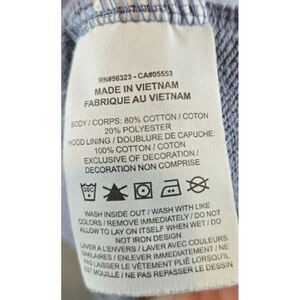 RN#56323 - CA#05553
MADE IN VIETNAM
FABRIQUE AU VIETNAM
BODY / CORPS: 80% COTTON / COTON
20% POLYESTER
HOOD LINING / DOUBLURE DE CAPUCHE:
100% COTTON / COTON
EXCLUSIVE OF DECORATION /
DECORATION NON COMPRISE
WASH INSIDE OUT / WASH WITH LIKE
COLORS / REMOVE IMMEDIATELY / DO NOT
ALLOW TO LAY ON ITSELF WHEN WET / DO
NOT IRON DESIGN
LAVER A L'ENVERS / LAVER AVEC COULEURS
SIMILAIRES / ENLEVER IMMEDIATEMENT / NE
PAS LAISSER LE VÊTEMENT PLIÉ LORSQU'IL
EST MOUILLÉ / NE PAS REPASSER LE DESSIN